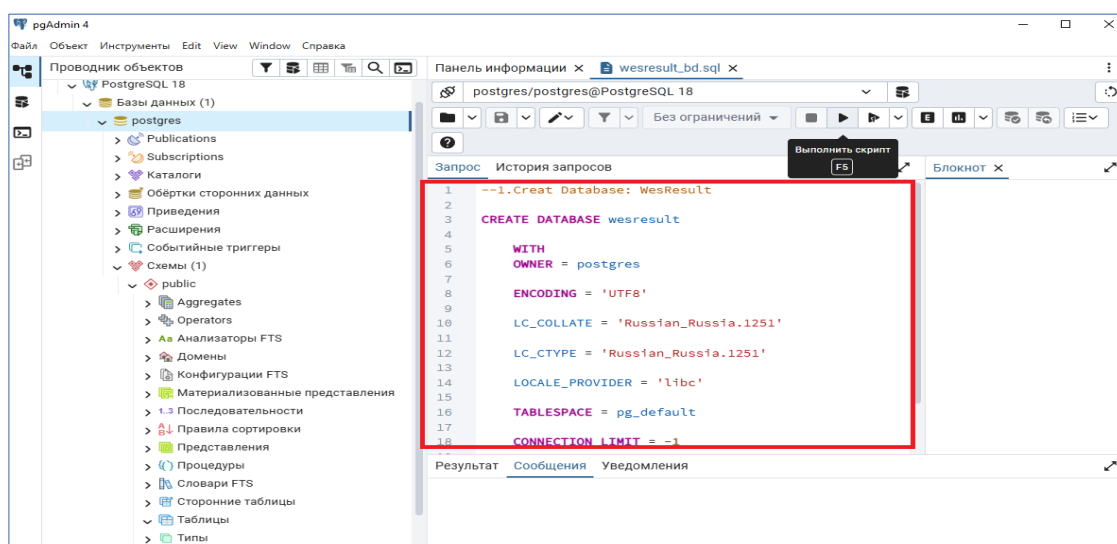 pgAdmin 4
Файл Объект Инструменты Edit View Window Справка
Проводник объектов
PostgreSQL 18
Базы данных (1)
postgres
Publications
Subscriptions
Каталоги
Обёртки сторонних данных
Приведения
Расширения
Событийные триггеры
Схемы (1)
public
Aggregates
Operators
Aa Анализаторы FTS
Домены
Конфигурации FTS
Материализованные представления
1..3 Последовательности
Правила сортировки
Представления
Процедуры
Словари FTS
Сторонние таблицы
Таблицы
Типы
Панель информации wesresult_bd.sql
postgres/postgres@PostgreSQL 18
Без ограничений
Выполнить скрипт
F5
Запрос История запросов
Блокнот
1 --1.Creat Database: WesResult
2
3 CREATE DATABASE wesresult
4
5 WITH
6 OWNER = postgres
7
8 ENCODING = 'UTF8'
9
10 LC_COLLATE = 'Russian_Russia.1251'
11
12 LC_CTYPE = 'Russian_Russia.1251'
13
14 LOCALE_PROVIDER = 'libc'
15
16 TABLESPACE = pg_default
17
18 CONNECTION LIMIT = -1
Результат Сообщения Уведомления